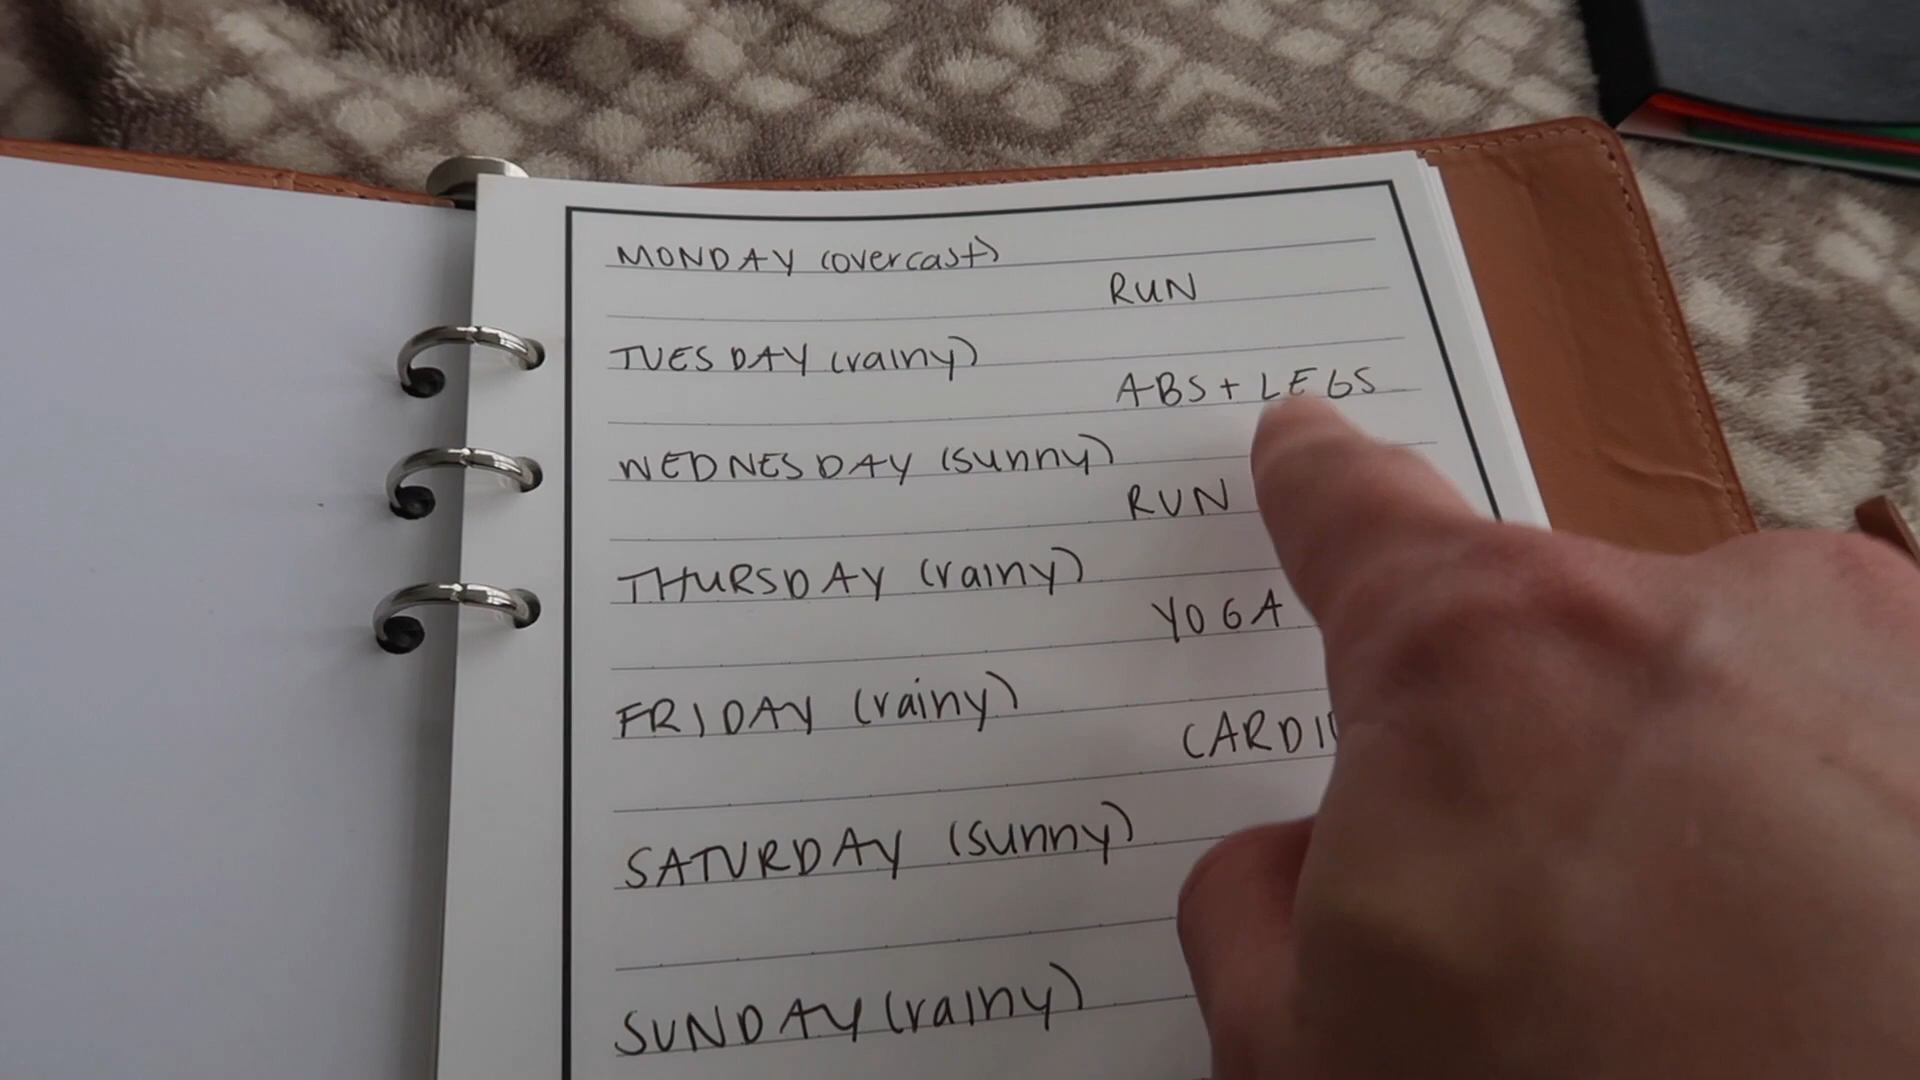 MONDAY (overcast)
RUN
TUESDAY (rainy)
ABS + LEGS
WEDNESDAY (sunny)
RUN
THURSDAY (rainy)
YOGA
FRIDAY (rainy)
CARDIO
SATURDAY (sunny)
SUNDAY (rainy)